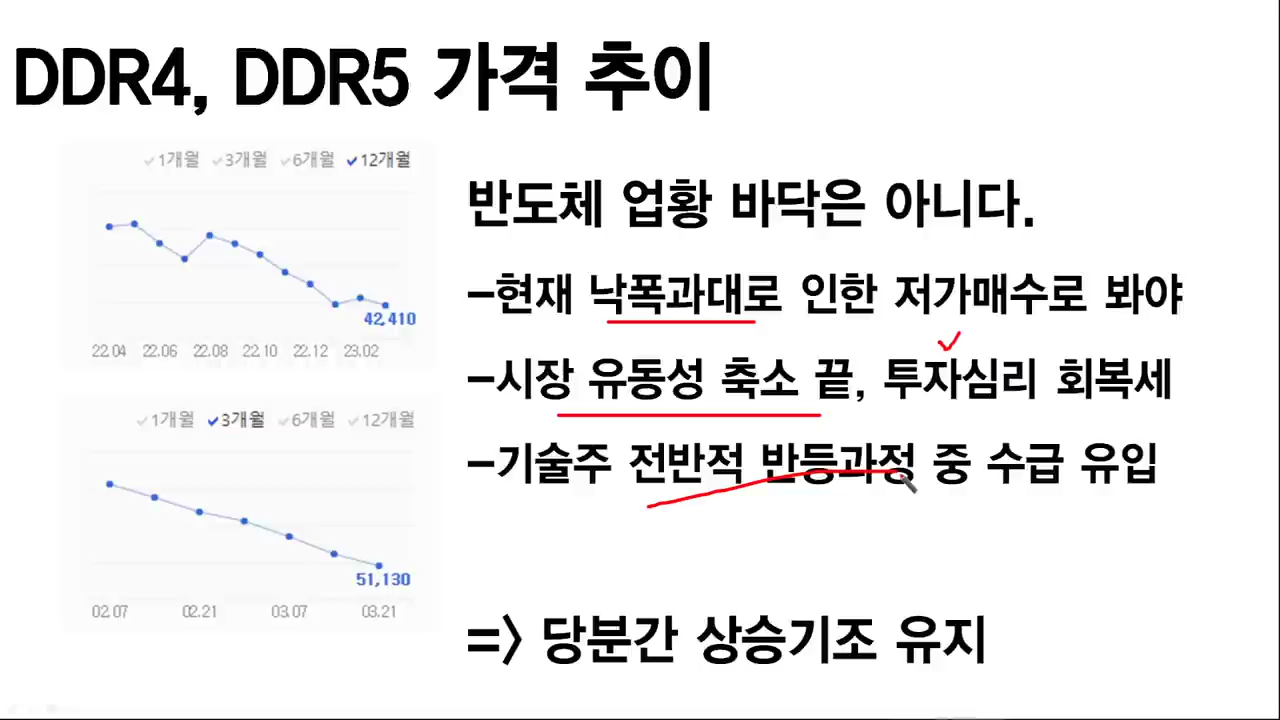 DDR4, DDR5 가격 추이
1개월 3개월 6개월 12개월
42,410
22.04 22.06 22.08 22.10 22.12 23.02
1개월 3개월 6개월 12개월
51,130
02.07 02.21 03.07 03.21
반도체 업황 바닥은 아니다.
-현재 낙폭과대로 인한 저가매수로 봐야
-시장 유동성 축소 끝, 투자심리 회복세
-기술주 전반적 반등과정 중 수급 유입
=> 당분간 상승기조 유지